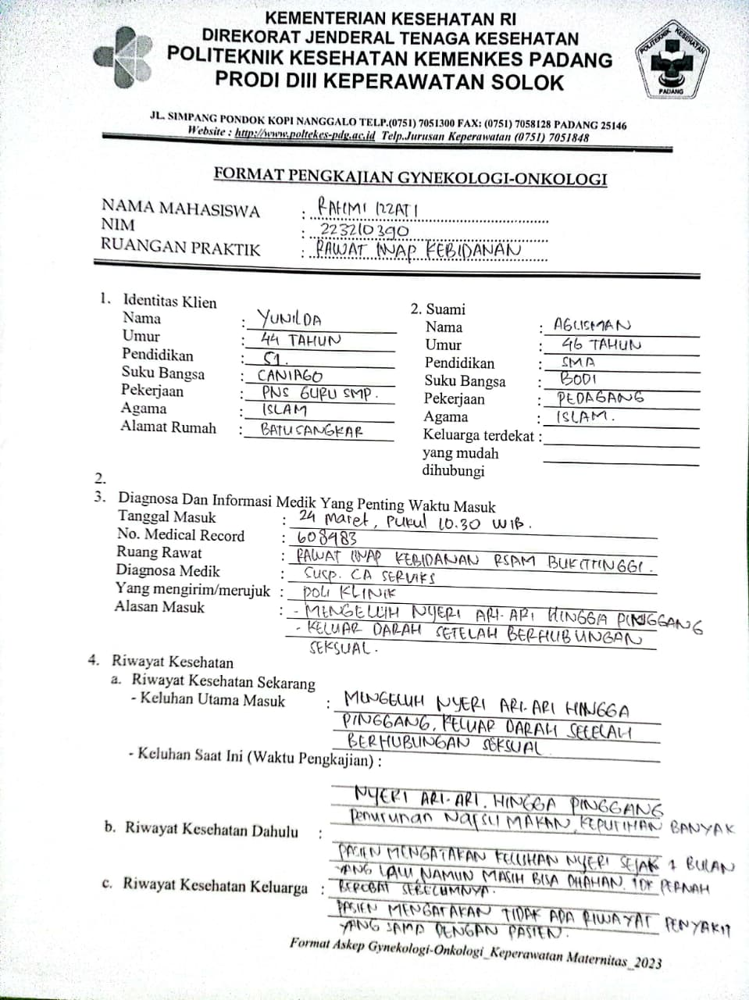 KEMENTERIAN KESEHATAN RI
DIREKORAT JENDERAL TENAGA KESEHATAN
POLITEKNIK KESEHATAN KEMENKES PADANG
PRODI DIII KEPERAWATAN SOLOK
POLITEKNIK KESEHATAN
PADANG
JL. SIMPANG PONDOK KOPI NANGGALO TELP.(0751) 7051300 FAX: (0751) 7058128 PADANG 25146
Website : http://www.poltekes-pdg.ac.id Telp.Jurusan Keperawatan (0751) 7051848
FORMAT PENGKAJIAN GYNEKOLOGI-ONKOLOGI
NAMA MAHASISWA : RAHMI IZZATI
NIM : 223210390
RUANGAN PRAKTIK : RAWAT INAP KEBIDANAN
1. Identitas Klien
Nama : YUNILDA
Umur : 44 TAHUN
Pendidikan : S1.
Suku Bangsa : CANIAGO
Pekerjaan : PNS GURU SMP.
Agama : ISLAM
Alamat Rumah : BATUSANGKAR
2. Suami
Nama : AGUSMAN
Umur : 46 TAHUN
Pendidikan : SMA
Suku Bangsa : BODI
Pekerjaan : PEDAGANG
Agama : ISLAM.
Keluarga terdekat :
yang mudah
dihubungi
2.
3. Diagnosa Dan Informasi Medik Yang Penting Waktu Masuk
Tanggal Masuk : 24 Maret, pukul 10.30 WIB.
No. Medical Record : 608983
Ruang Rawat : RAWAT INAP KEBIDANAN RSAM BUKITTINGGI.
Diagnosa Medik : SUSP. CA SERVIKS
Yang mengirim/merujuk : POLI KLINIK
Alasan Masuk : - MENGELUH NYERI ARI-ARI HINGGA PINGGANG
- KELUAR DARAH SETELAH BERHUBUNGAN
SEKSUAL.
4. Riwayat Kesehatan
a. Riwayat Kesehatan Sekarang
- Keluhan Utama Masuk : MENGELUH NYERI ARI-ARI HINGGA
PINGGANG, KELUAR DARAH SETELAH
BERHUBUNGAN SEKSUAL
- Keluhan Saat Ini (Waktu Pengkajian) :
NYERI ARI-ARI, HINGGA PINGGANG
penurunan Nafsu MAKAN, KEPUTIHAN BANYAK
b. Riwayat Kesehatan Dahulu :
PASIEN MENGATAKAN KELUHAN NYERI SEJAK 1 BULAN
YANG LALU, NAMUN MASIH BISA DITAHAN. TDK PERNAH
BEROBAT SEBELUMNYA.
c. Riwayat Kesehatan Keluarga :
PASIEN MENGATAKAN TIDAK ADA RIWAYAT PENYAKIT
YANG SAMA DENGAN PASIEN.
Format Askep Gynekologi-Onkologi_Keperawatan Maternitas_2023